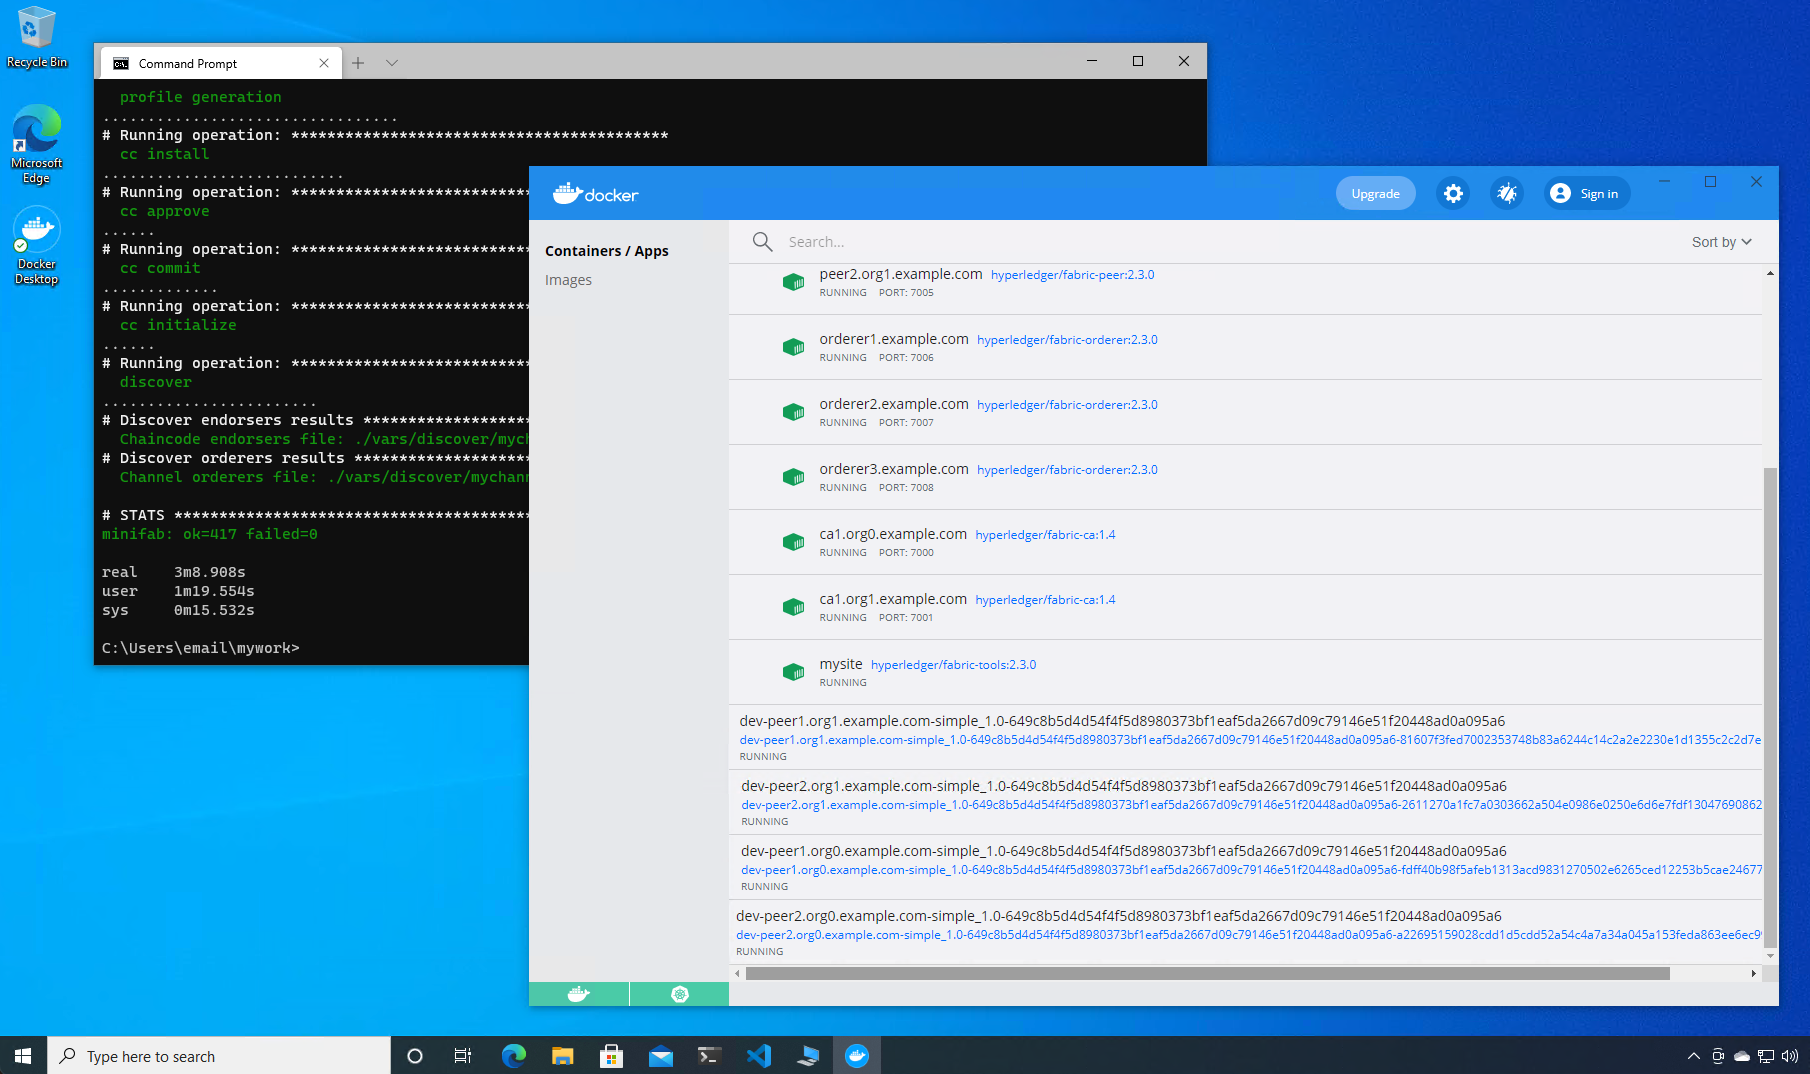 Recycle Bin
Microsoft
Edge
Docker
Desktop
Command Prompt
profile generation
.................................
# Running operation: ******************************************
cc install
...........................
# Running operation: ***************************
cc approve
......
# Running operation: ***************************
cc commit
.............
# Running operation: ***************************
cc initialize
......
# Running operation: ***************************
discover
........................
# Discover endorsers results *******************
Chaincode endorsers file: ./vars/discover/mych
# Discover orderers results ********************
Channel orderers file: ./vars/discover/mychann
# STATS ****************************************
minifab: ok=417 failed=0
real 3m8.908s
user 1m19.554s
sys 0m15.532s
C:\Users\email\mywork>
docker
Upgrade
Sign in
Containers / Apps
Images
Search...
Sort by
peer2.org1.example.com hyperledger/fabric-peer:2.3.0
RUNNING PORT: 7005
orderer1.example.com hyperledger/fabric-orderer:2.3.0
RUNNING PORT: 7006
orderer2.example.com hyperledger/fabric-orderer:2.3.0
RUNNING PORT: 7007
orderer3.example.com hyperledger/fabric-orderer:2.3.0
RUNNING PORT: 7008
ca1.org0.example.com hyperledger/fabric-ca:1.4
RUNNING PORT: 7000
ca1.org1.example.com hyperledger/fabric-ca:1.4
RUNNING PORT: 7001
mysite hyperledger/fabric-tools:2.3.0
RUNNING
dev-peer1.org1.example.com-simple_1.0-649c8b5d4d54f4f5d8980373bf1eaf5da2667d09c79146e51f20448ad0a095a6
dev-peer1.org1.example.com-simple_1.0-649c8b5d4d54f4f5d8980373bf1eaf5da2667d09c79146e51f20448ad0a095a6-81607f3fed7002353748b83a6244c14c2a2e2230e1d1355c2c2d7e
RUNNING
dev-peer2.org1.example.com-simple_1.0-649c8b5d4d54f4f5d8980373bf1eaf5da2667d09c79146e51f20448ad0a095a6
dev-peer2.org1.example.com-simple_1.0-649c8b5d4d54f4f5d8980373bf1eaf5da2667d09c79146e51f20448ad0a095a6-2611270a1fc7a0303662a504e0986e0250e6d6e7fdf13047690862
RUNNING
dev-peer1.org0.example.com-simple_1.0-649c8b5d4d54f4f5d8980373bf1eaf5da2667d09c79146e51f20448ad0a095a6
dev-peer1.org0.example.com-simple_1.0-649c8b5d4d54f4f5d8980373bf1eaf5da2667d09c79146e51f20448ad0a095a6-fdff40b98f5afeb1313acd9831270502e6265ced12253b5cae24677
RUNNING
dev-peer2.org0.example.com-simple_1.0-649c8b5d4d54f4f5d8980373bf1eaf5da2667d09c79146e51f20448ad0a095a6
dev-peer2.org0.example.com-simple_1.0-649c8b5d4d54f4f5d8980373bf1eaf5da2667d09c79146e51f20448ad0a095a6-a22695159028cdd1d5cdd52a54c4a7a34a045a153feda863ee6ec9
RUNNING
Type here to search